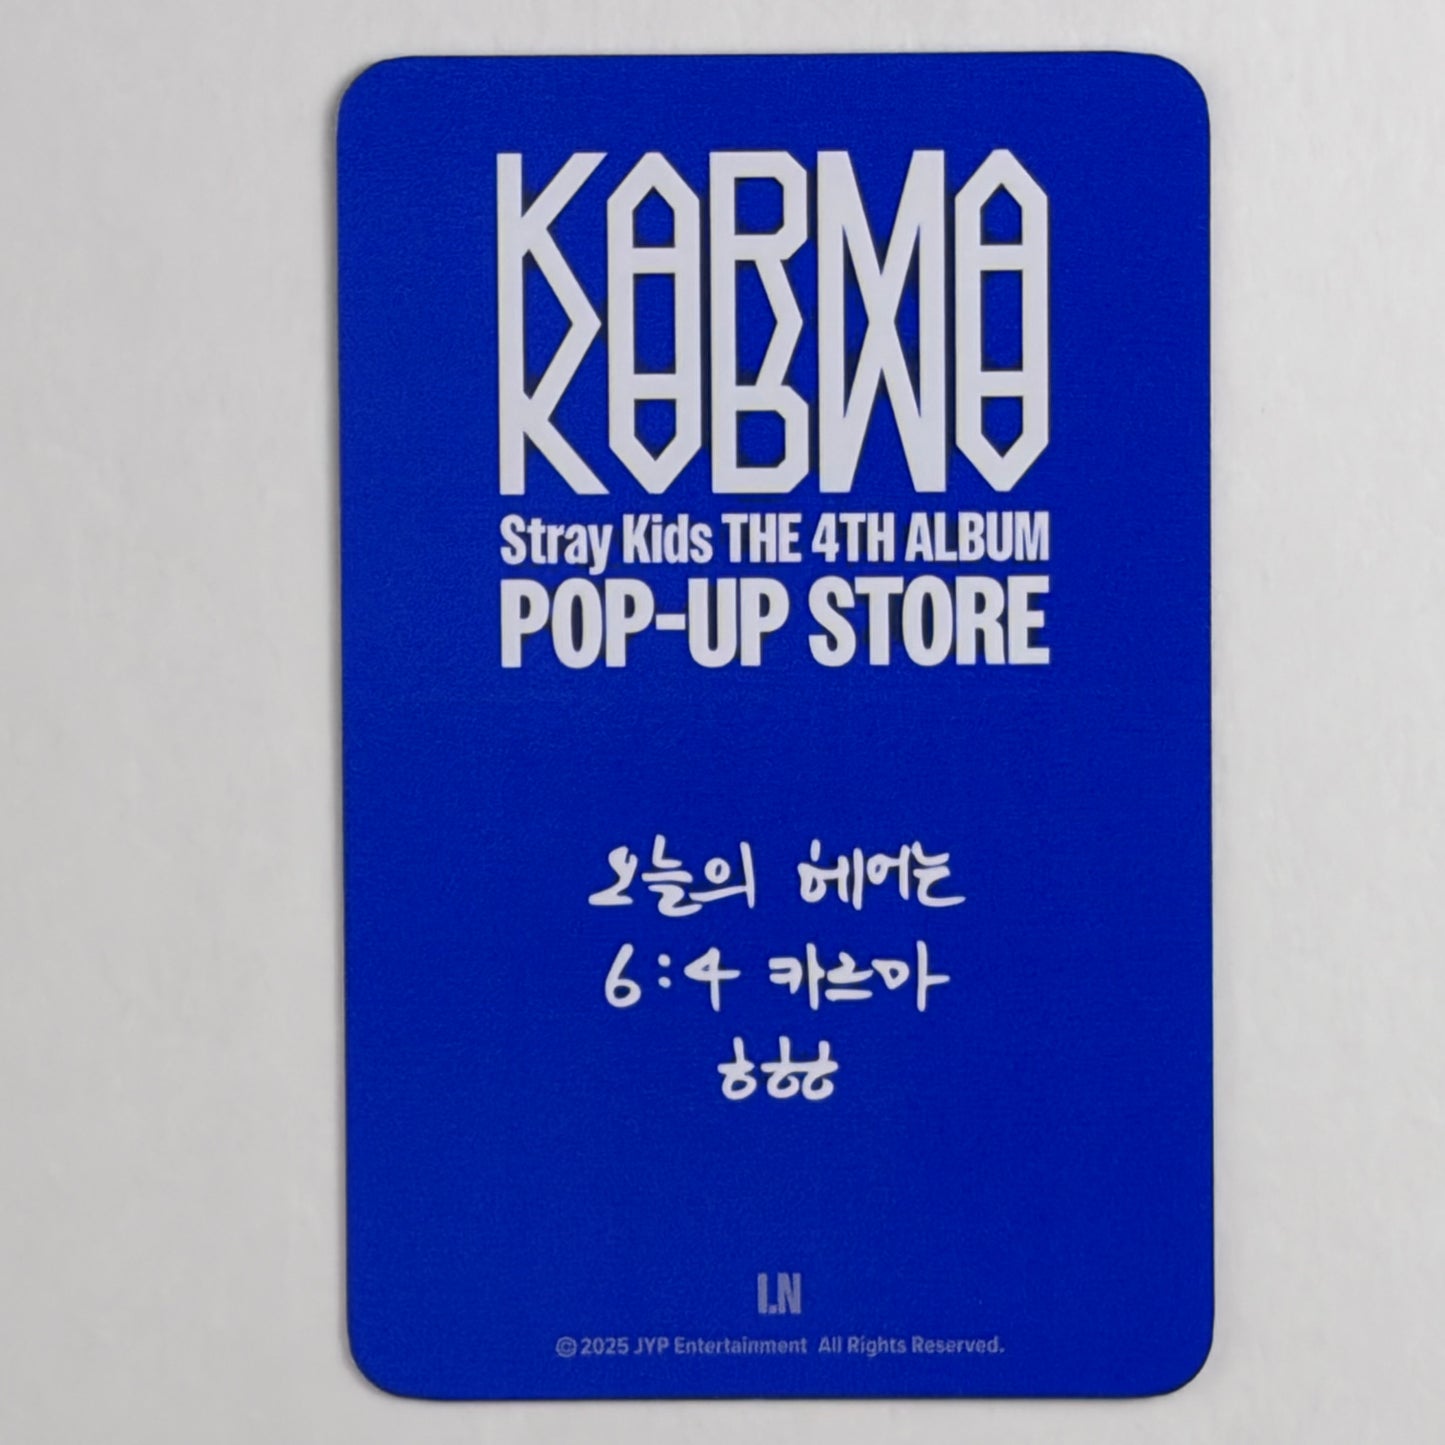 KARMA
Stray Kids THE 4TH ALBUM
POP-UP STORE
오늘의 헤어는
6:4 카르마
ㅎㅎㅎ
I.N
© 2025 JYP Entertainment All Rights Reserved.